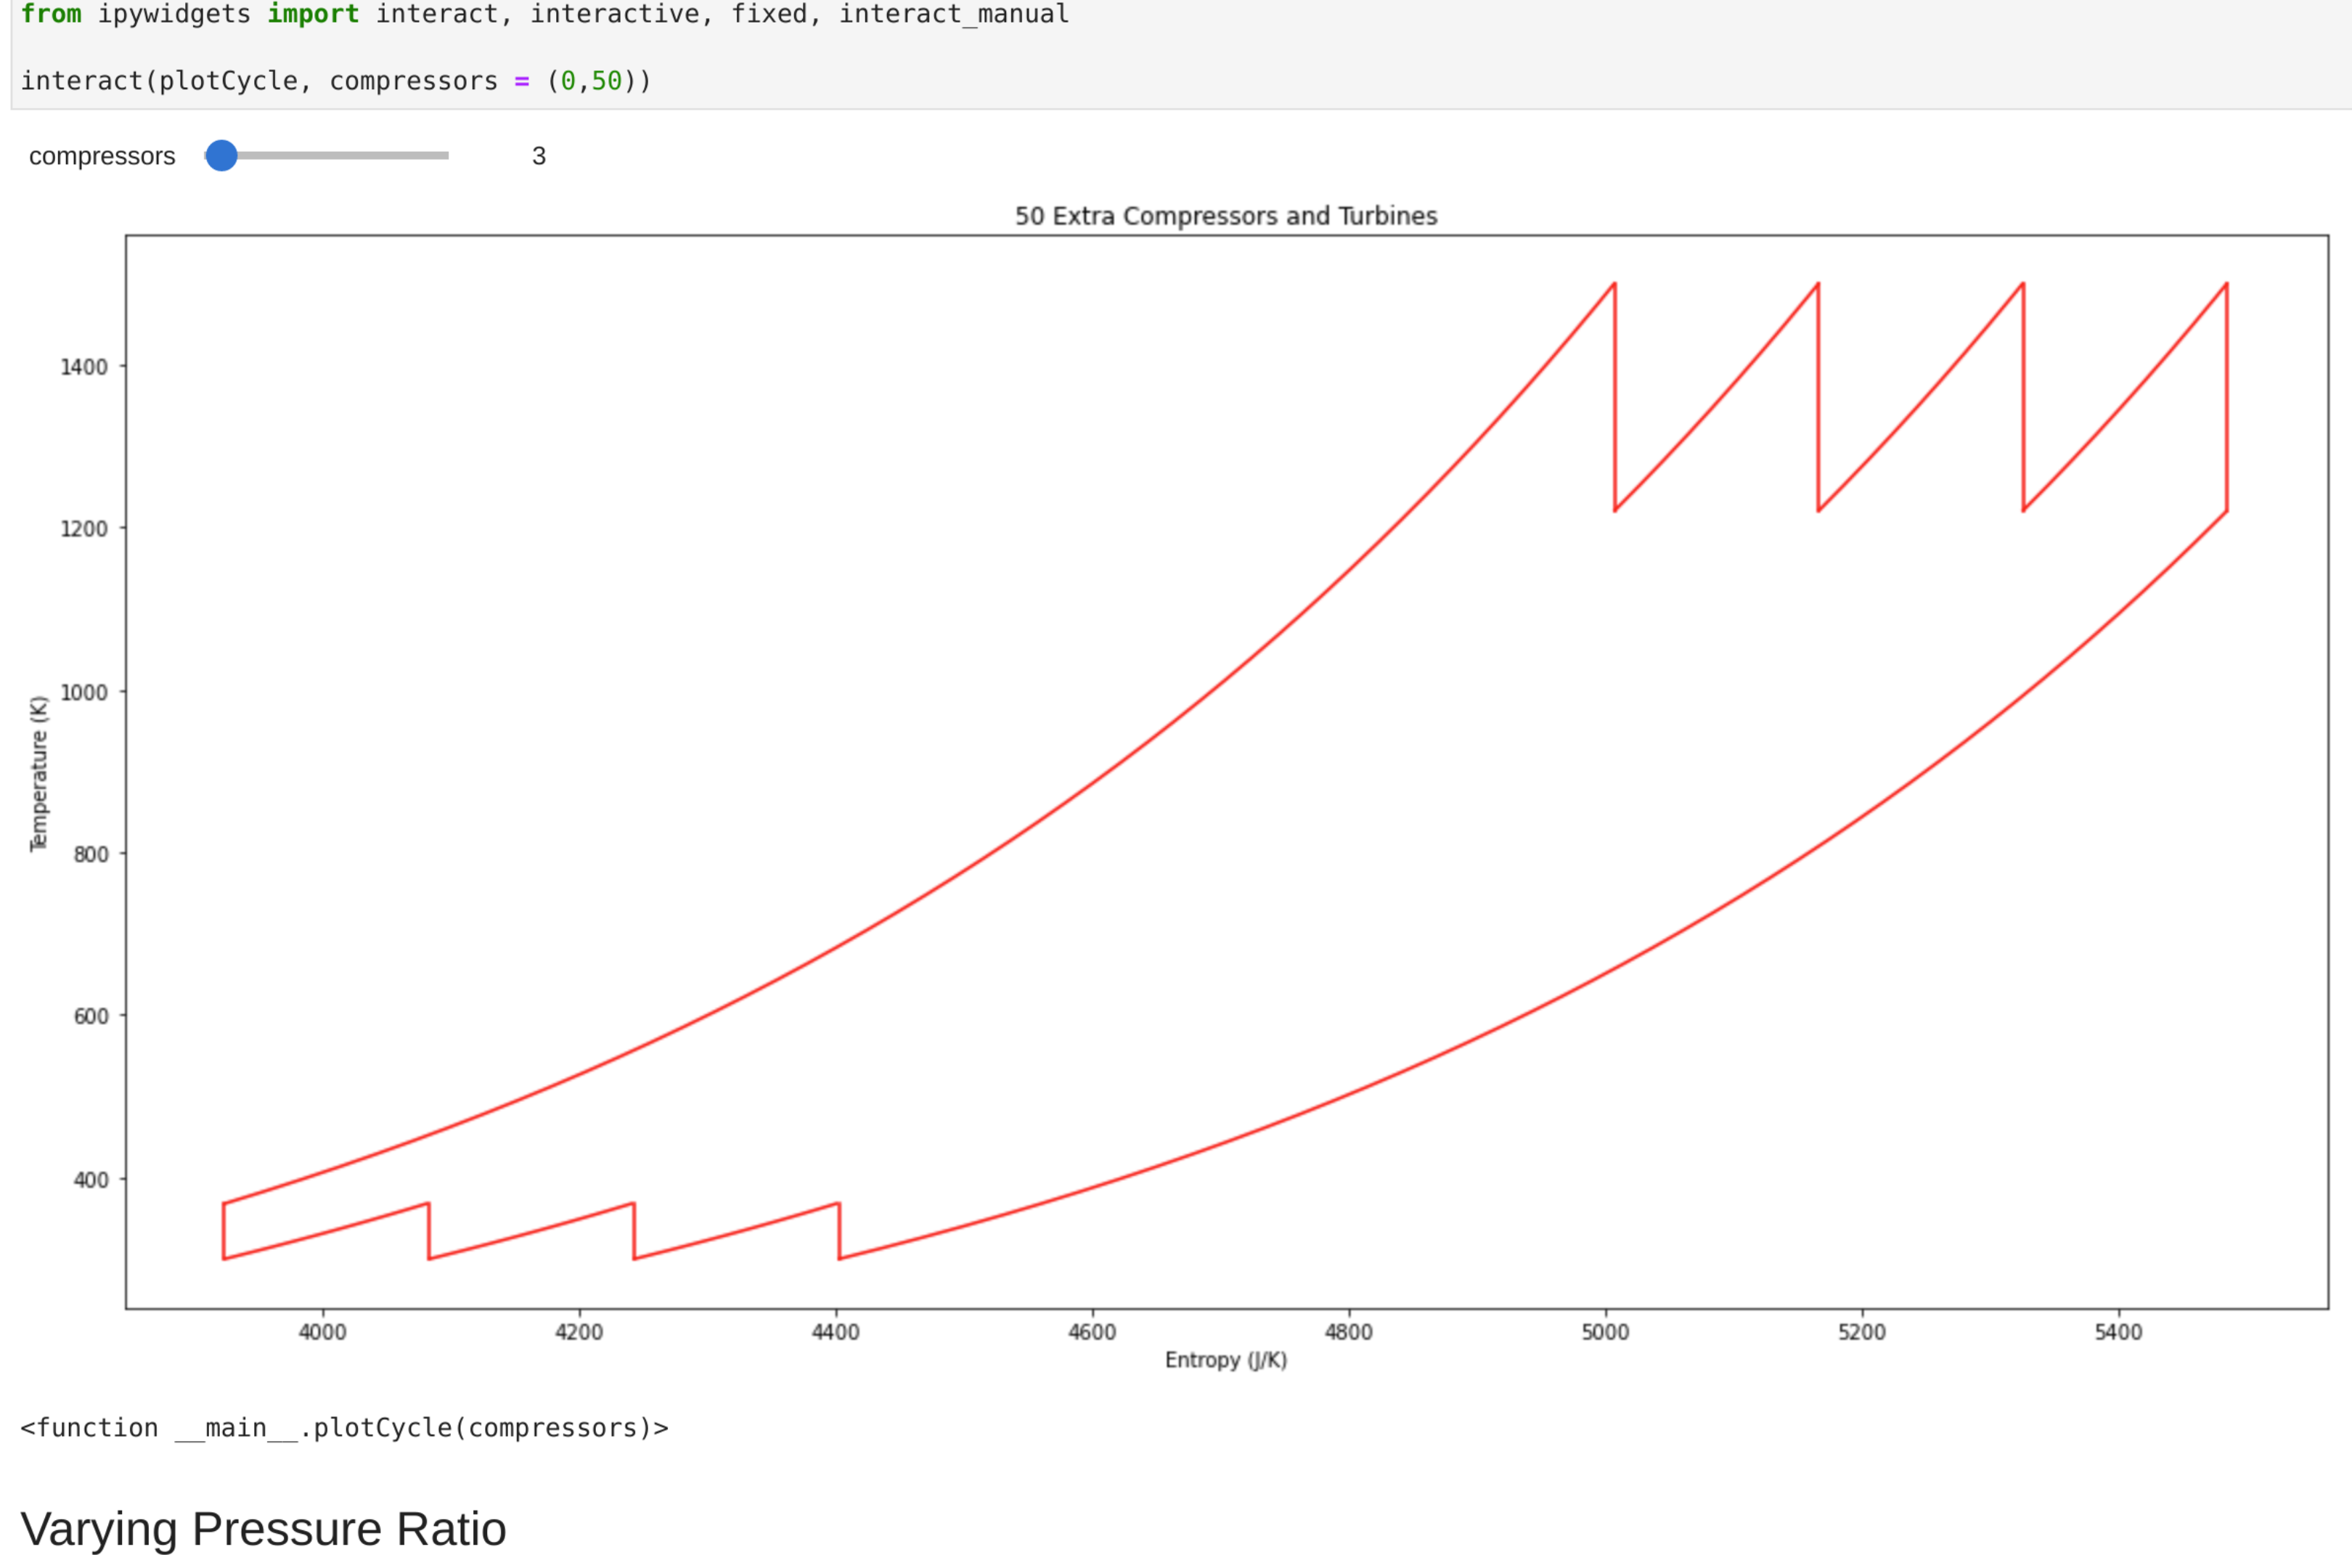 from ipywidgets import interact, interactive, fixed, interact_manual
interact(plotCycle, compressors = (0,50))
compressors 3
50 Extra Compressors and Turbines
1400
1200
1000
800
600
400
Temperature (K)
4000 4200 4400 4600 4800 5000 5200 5400
Entropy (J/K)
<function __main__.plotCycle(compressors)>
Varying Pressure Ratio